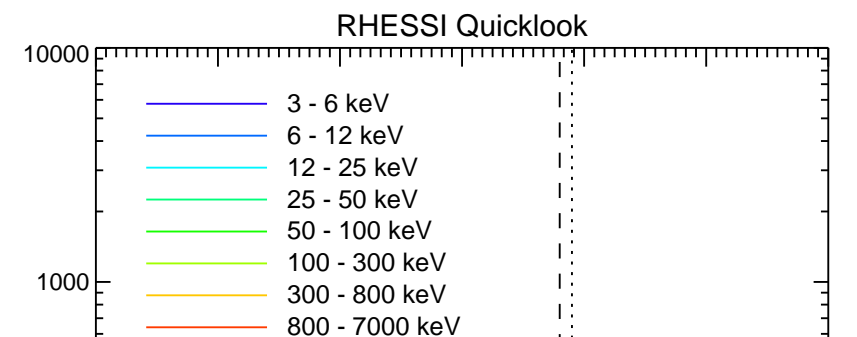 RHESSI Quicklook
10000
3 - 6 keV
6 - 12 keV
12 - 25 keV
25 - 50 keV
50 - 100 keV
100 - 300 keV
1000
300 - 800 keV
800 - 7000 keV